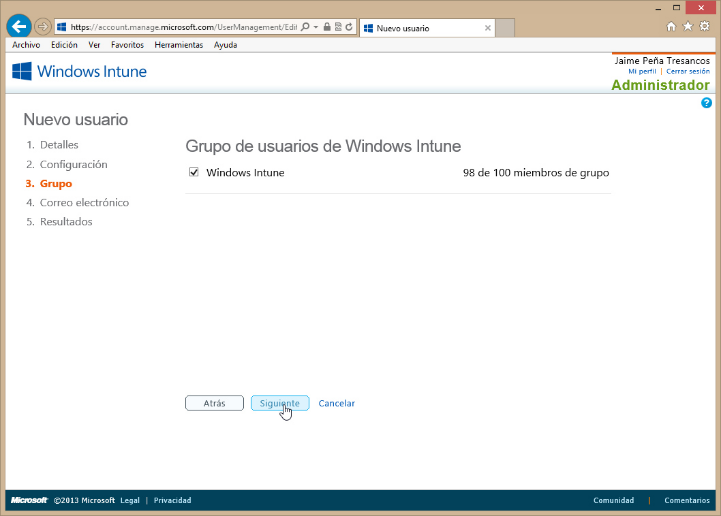 https://account.manage.microsoft.com/UserManagement/Edi
Nuevo usuario
Archivo Edición Ver Favoritos Herramientas Ayuda
Windows Intune
Jaime Peña Tresancos
Mi perfil | Cerrar sesión
Administrador
?
Nuevo usuario
1. Detalles
2. Configuración
3. Grupo
4. Correo electrónico
5. Resultados
Grupo de usuarios de Windows Intune
Windows Intune 98 de 100 miembros de grupo
Atrás Siguiente Cancelar
Microsoft ©2013 Microsoft Legal | Privacidad
Comunidad | Comentarios